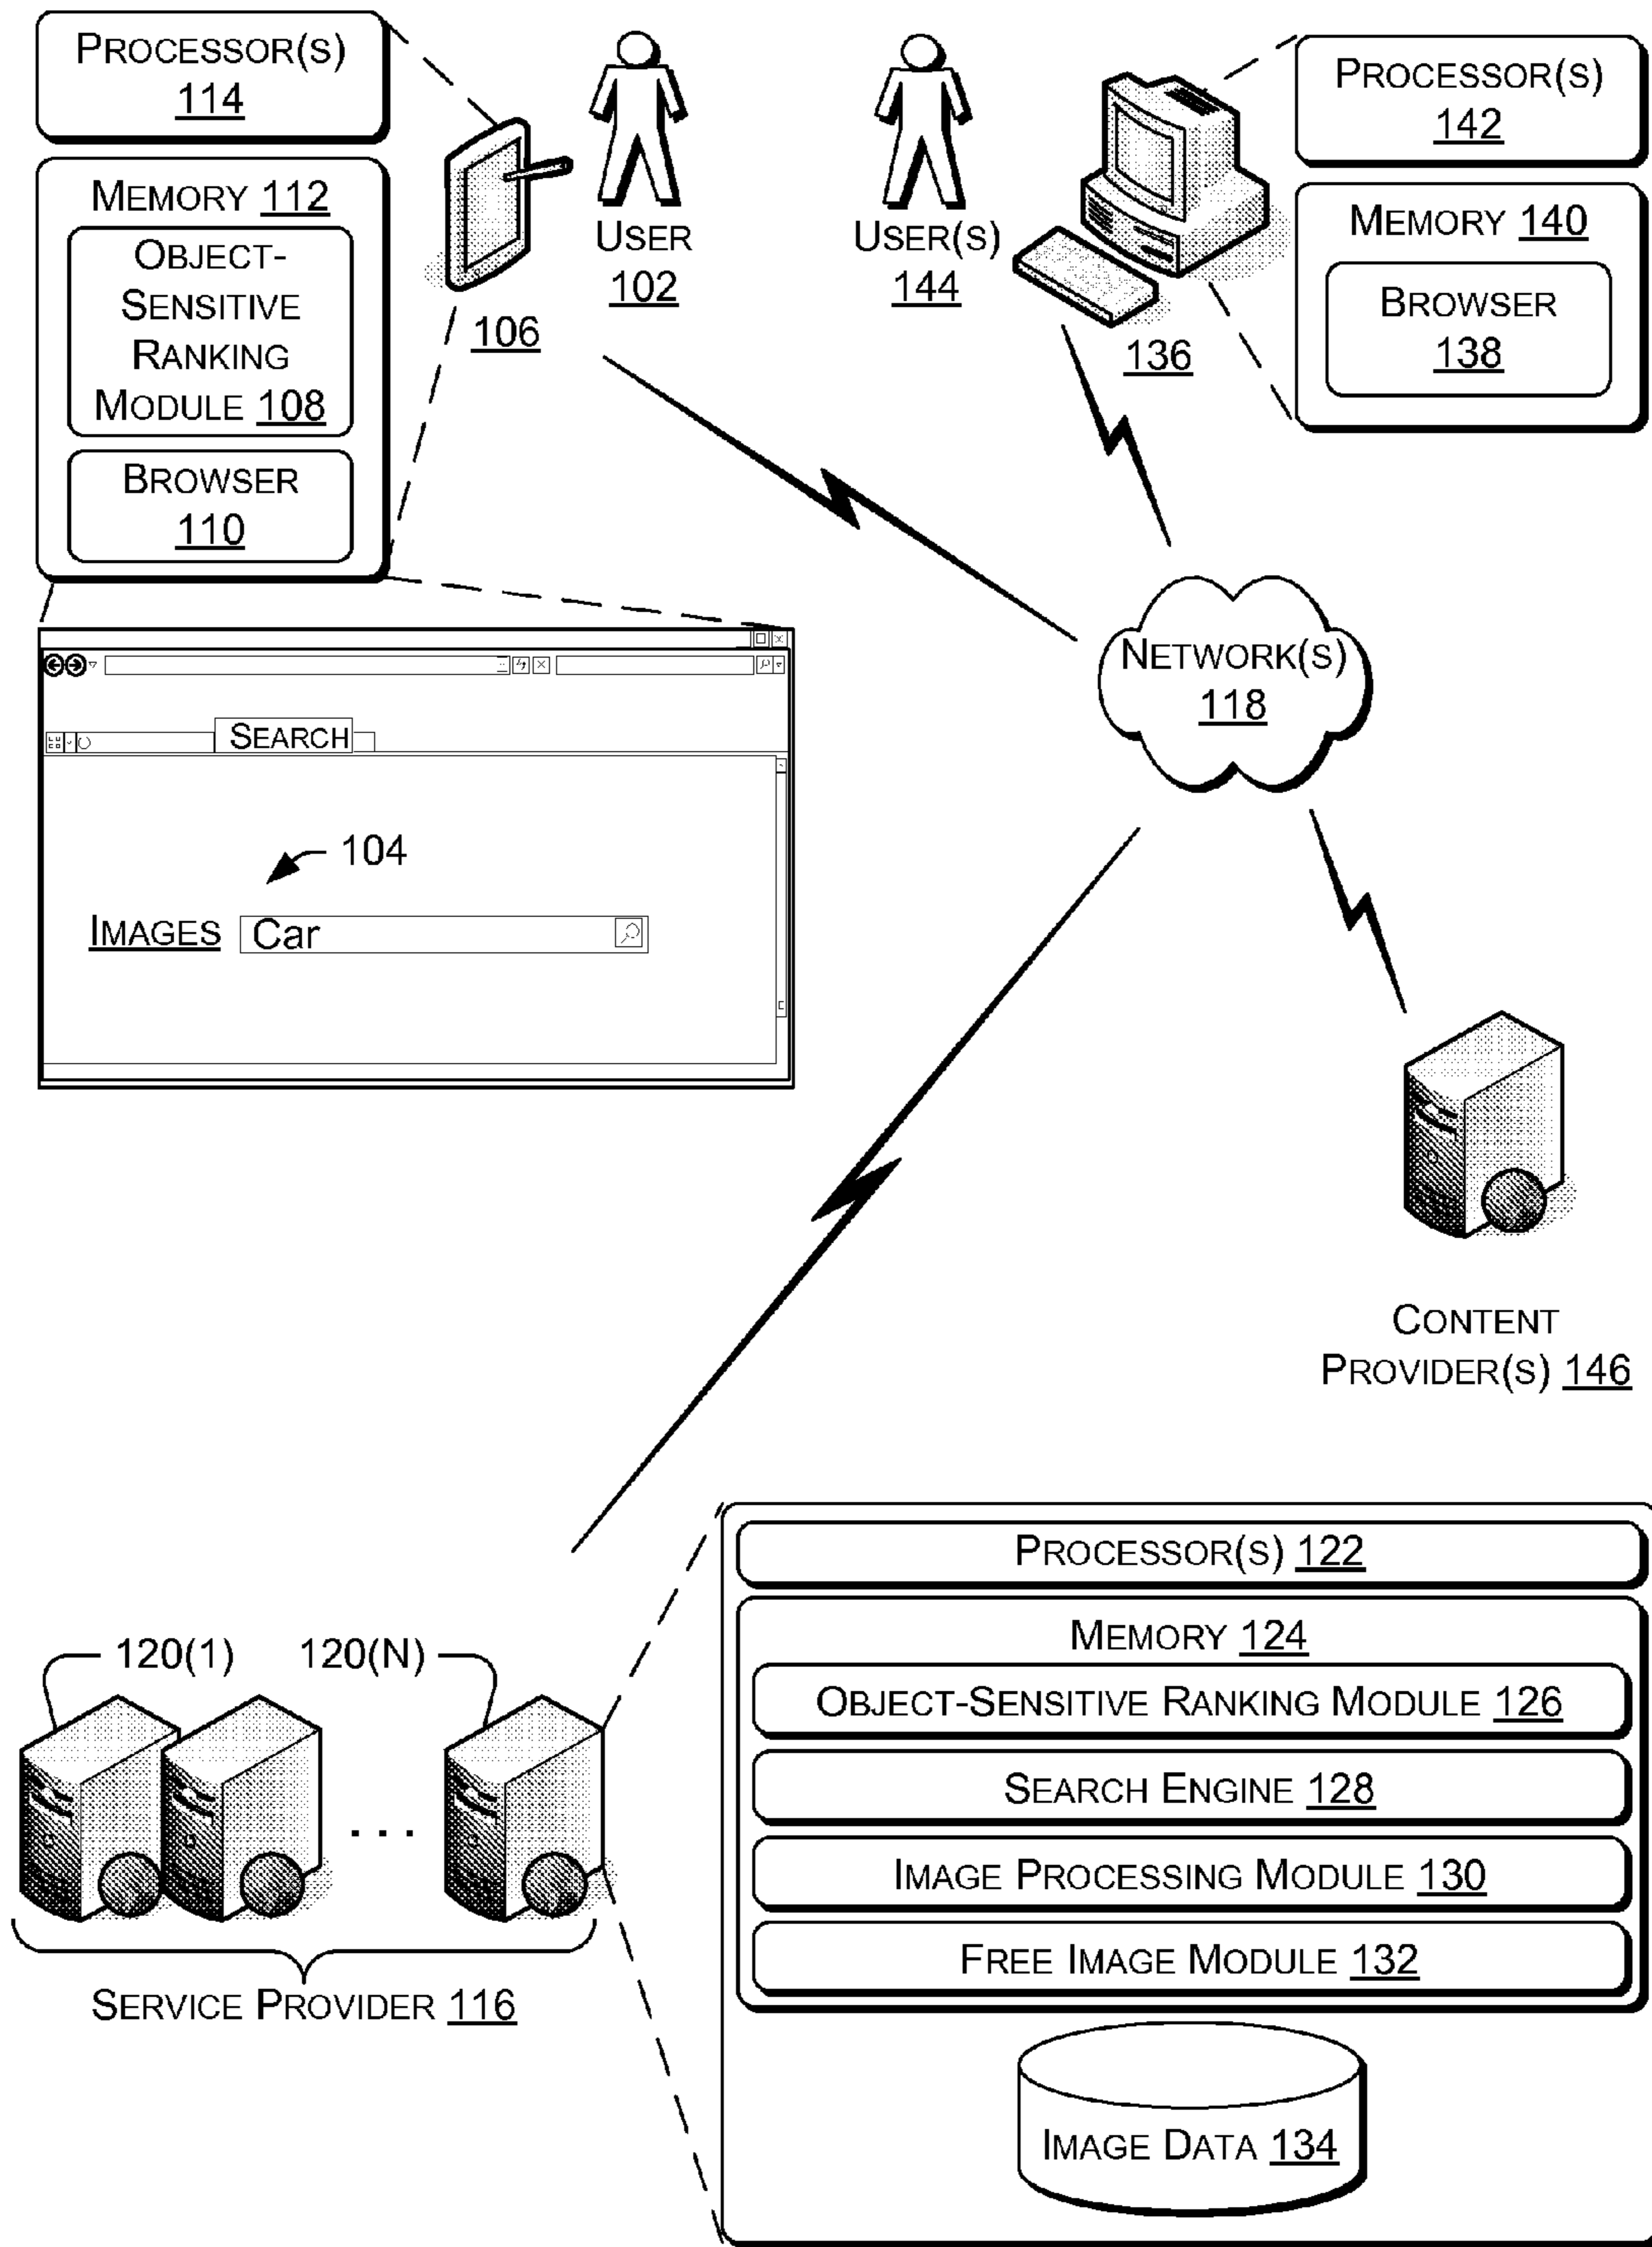 PROCESSOR(S)
114
MEMORY 112
OBJECT-
SENSITIVE
RANKING
MODULE 108
BROWSER
110
106
USER
102
USER(S)
144
136
PROCESSOR(S)
142
MEMORY 140
BROWSER
138
NETWORK(S)
118
SEARCH
104
IMAGES Car
CONTENT
PROVIDER(S) 146
120(1) 120(N)
. . .
SERVICE PROVIDER 116
PROCESSOR(S) 122
MEMORY 124
OBJECT-SENSITIVE RANKING MODULE 126
SEARCH ENGINE 128
IMAGE PROCESSING MODULE 130
FREE IMAGE MODULE 132
IMAGE DATA 134